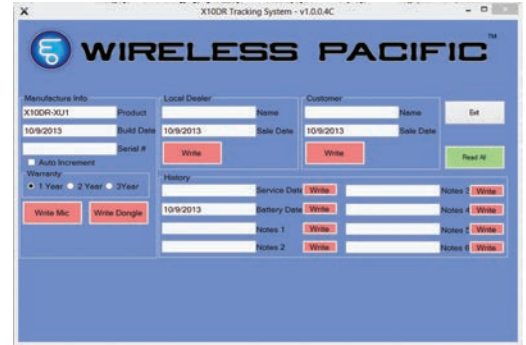 X10DR Tracking System - v1.0.0.4C
WIRELESS PACIFIC TM
Manufacture Info
X10DR-XU1 Product
10/9/2013 Build Date
Serial #
Auto Increment
Warranty
1 Year 2 Year 3Year
Write Mic Write Dongle
Local Dealer
Name
10/9/2013 Sale Date
Write
Customer
Name
10/9/2013 Sale Date
Write
Exit
Read All
History
Service Date Write Notes 3 Write
10/9/2013 Battery Date Write Notes 4 Write
Notes 1 Write Notes 5 Write
Notes 2 Write Notes 6 Write